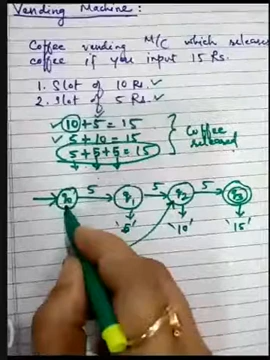 Vending Machine:
Coffee vending M/C which releases
coffee if you input 15 Rs.
1. Slot of 10 Rs. ✓
2. Slot of 5 Rs. ✓
10 + 5 = 15
✓ 5 + 10 = 15
5 + 5 + 5 = 15
Coffee
released
q0 5 q1 5 q2 5 q3
'5' '10' '15'